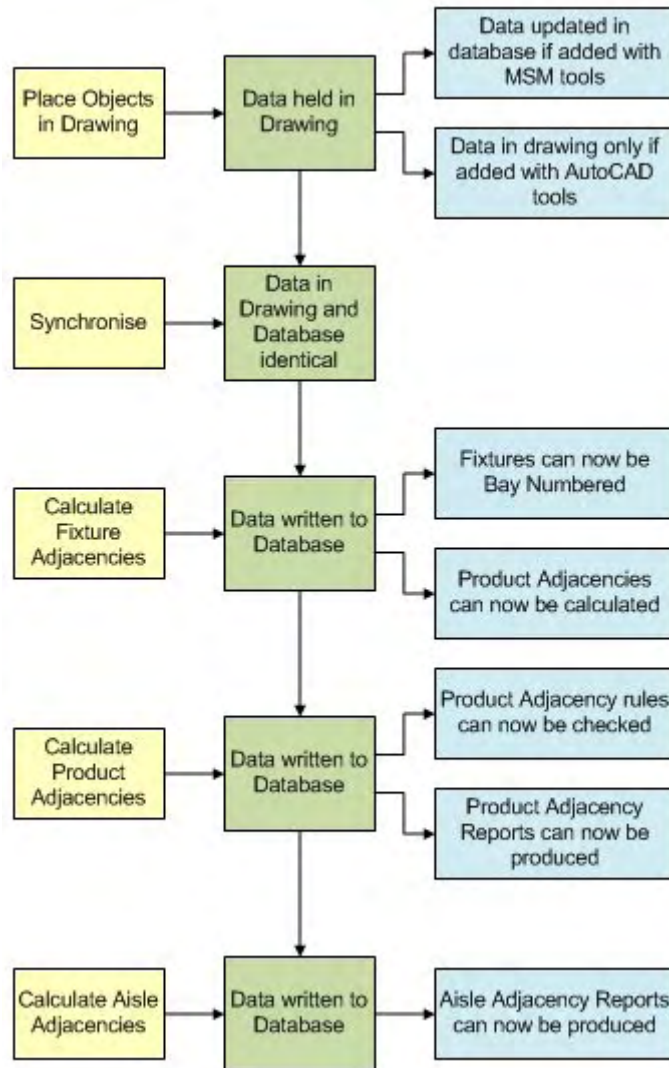 Data updated in
database if added with
MSM tools
Place Objects
in Drawing
Data held in
Drawing
Data in drawing only if
added with AutoCAD
tools
Synchronise
Data in
Drawing and
Database
identical
Fixtures can now be
Bay Numbered
Calculate
Fixture
Adjacencies
Data written to
Database
Product Adjacencies
can now be calculated
Product Adjacency rules
can now be checked
Calculate
Product
Adjacencies
Data written to
Database
Product Adjacency
Reports can now be
produced
Calculate Aisle
Adjacencies
Data written to
Database
Aisle Adjacency Reports
can now be produced